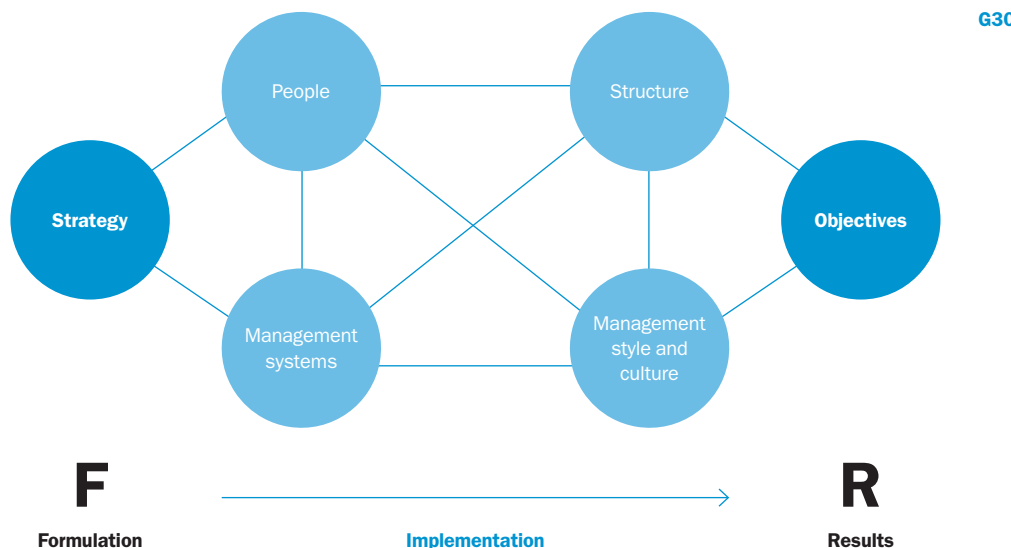 G30
People
Structure
Strategy
Objectives
Management
systems
Management
style and
culture
F
R
Formulation
Implementation
Results